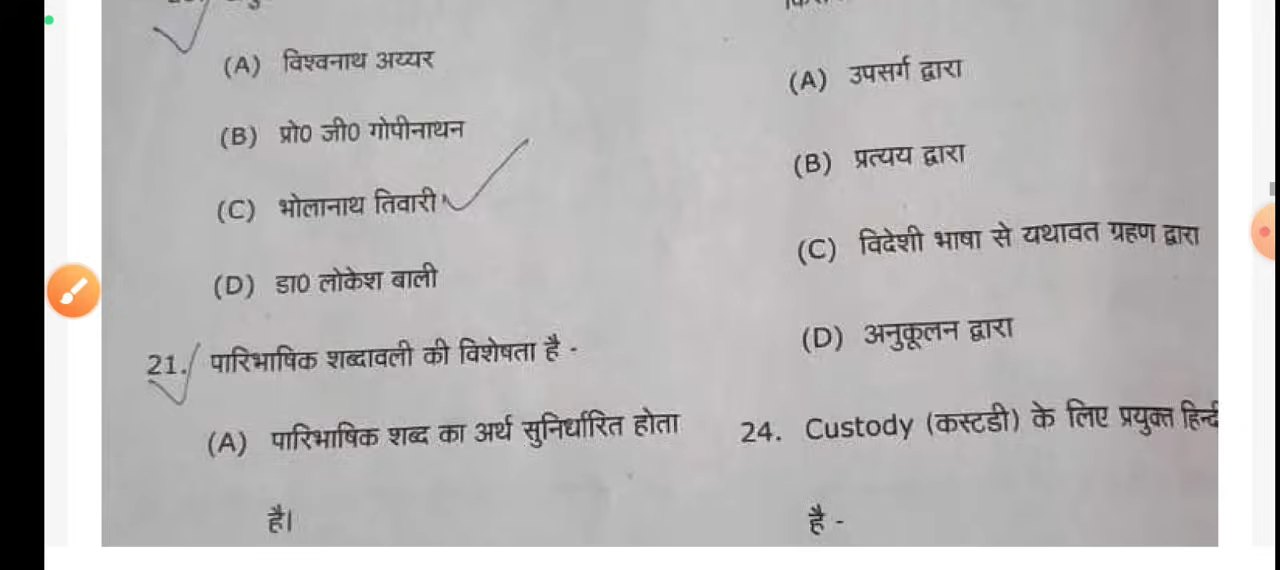 (A) विश्वनाथ अय्यर
(B) प्रो0 जी0 गोपीनाथन
(C) भोलानाथ तिवारी
(D) डा0 लोकेश बाली
21. पारिभाषिक शब्दावली की विशेषता है -
(A) पारिभाषिक शब्द का अर्थ सुनिर्धारित होता
है।
(A) उपसर्ग द्वारा
(B) प्रत्यय द्वारा
(C) विदेशी भाषा से यथावत ग्रहण द्वारा
(D) अनुकूलन द्वारा
24. Custody (कस्टडी) के लिए प्रयुक्त
है -